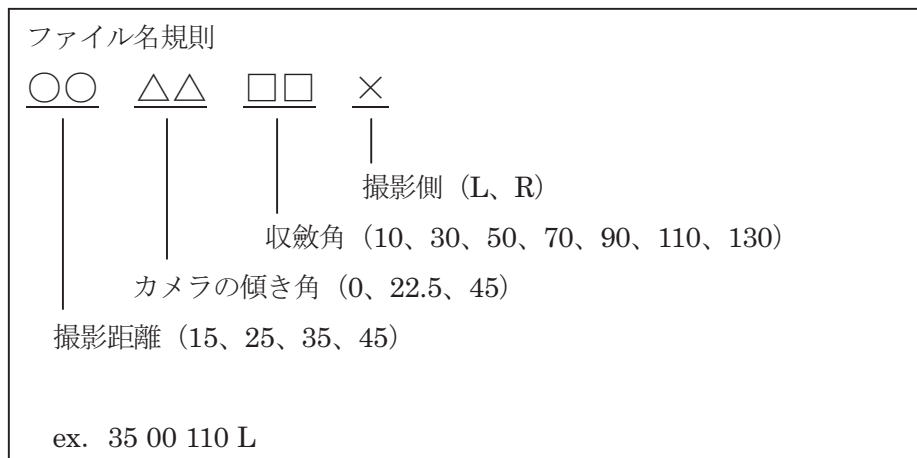 ファイル名規則
○○ △△ □□ ×
撮影側（L、R）
収斂角（10、30、50、70、90、110、130）
カメラの傾き角（0、22.5、45）
撮影距離（15、25、35、45）
ex. 35 00 110 L